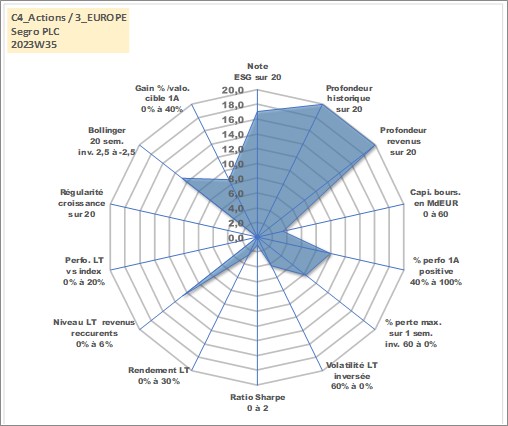 C4_Actions / 3_EUROPE
Segro PLC
2023W35
Note
ESG sur 20
Profondeur
historique
sur 20
Profondeur
revenus
sur 20
Capi. bours.
en MdEUR
0 à 60
% perfo 1A
positive
40% à 100%
% perte max.
sur 1 sem.
inv. 60 à 0%
Volatilité LT
inversée
60% à 0%
Ratio Sharpe
0 à 2
Rendement LT
0% à 30%
Niveau LT revenus
reccurents
0% à 6%
Perfo. LT
vs index
0% à 20%
Régularité
croissance
sur 20
Bollinger
20 sem.
inv. 2,5 à -2,5
Gain % /valo.
cible 1A
0% à 40%
20,0
18,0
16,0
14,0
12,0
10,0
8,0
6,0
4,0
2,0
0,0